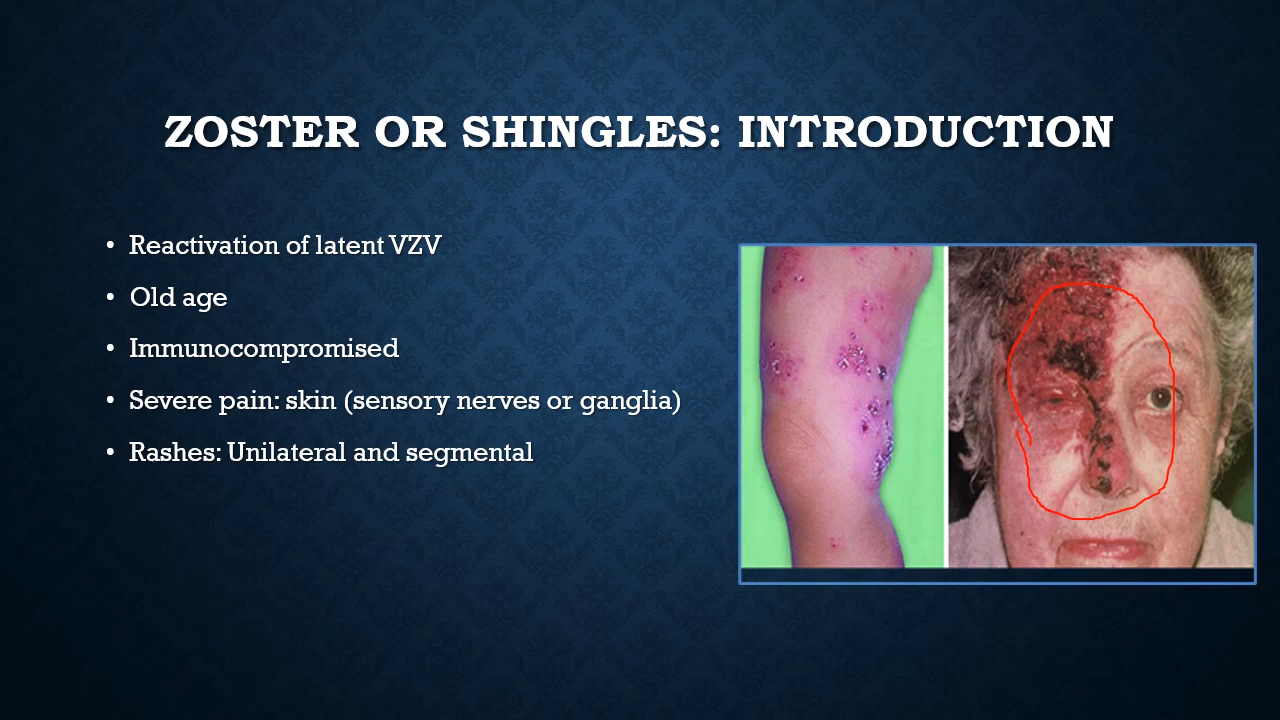 ZOSTER OR SHINGLES: INTRODUCTION
• Reactivation of latent VZV
• Old age
• Immunocompromised
• Severe pain: skin (sensory nerves or ganglia)
• Rashes: Unilateral and segmental